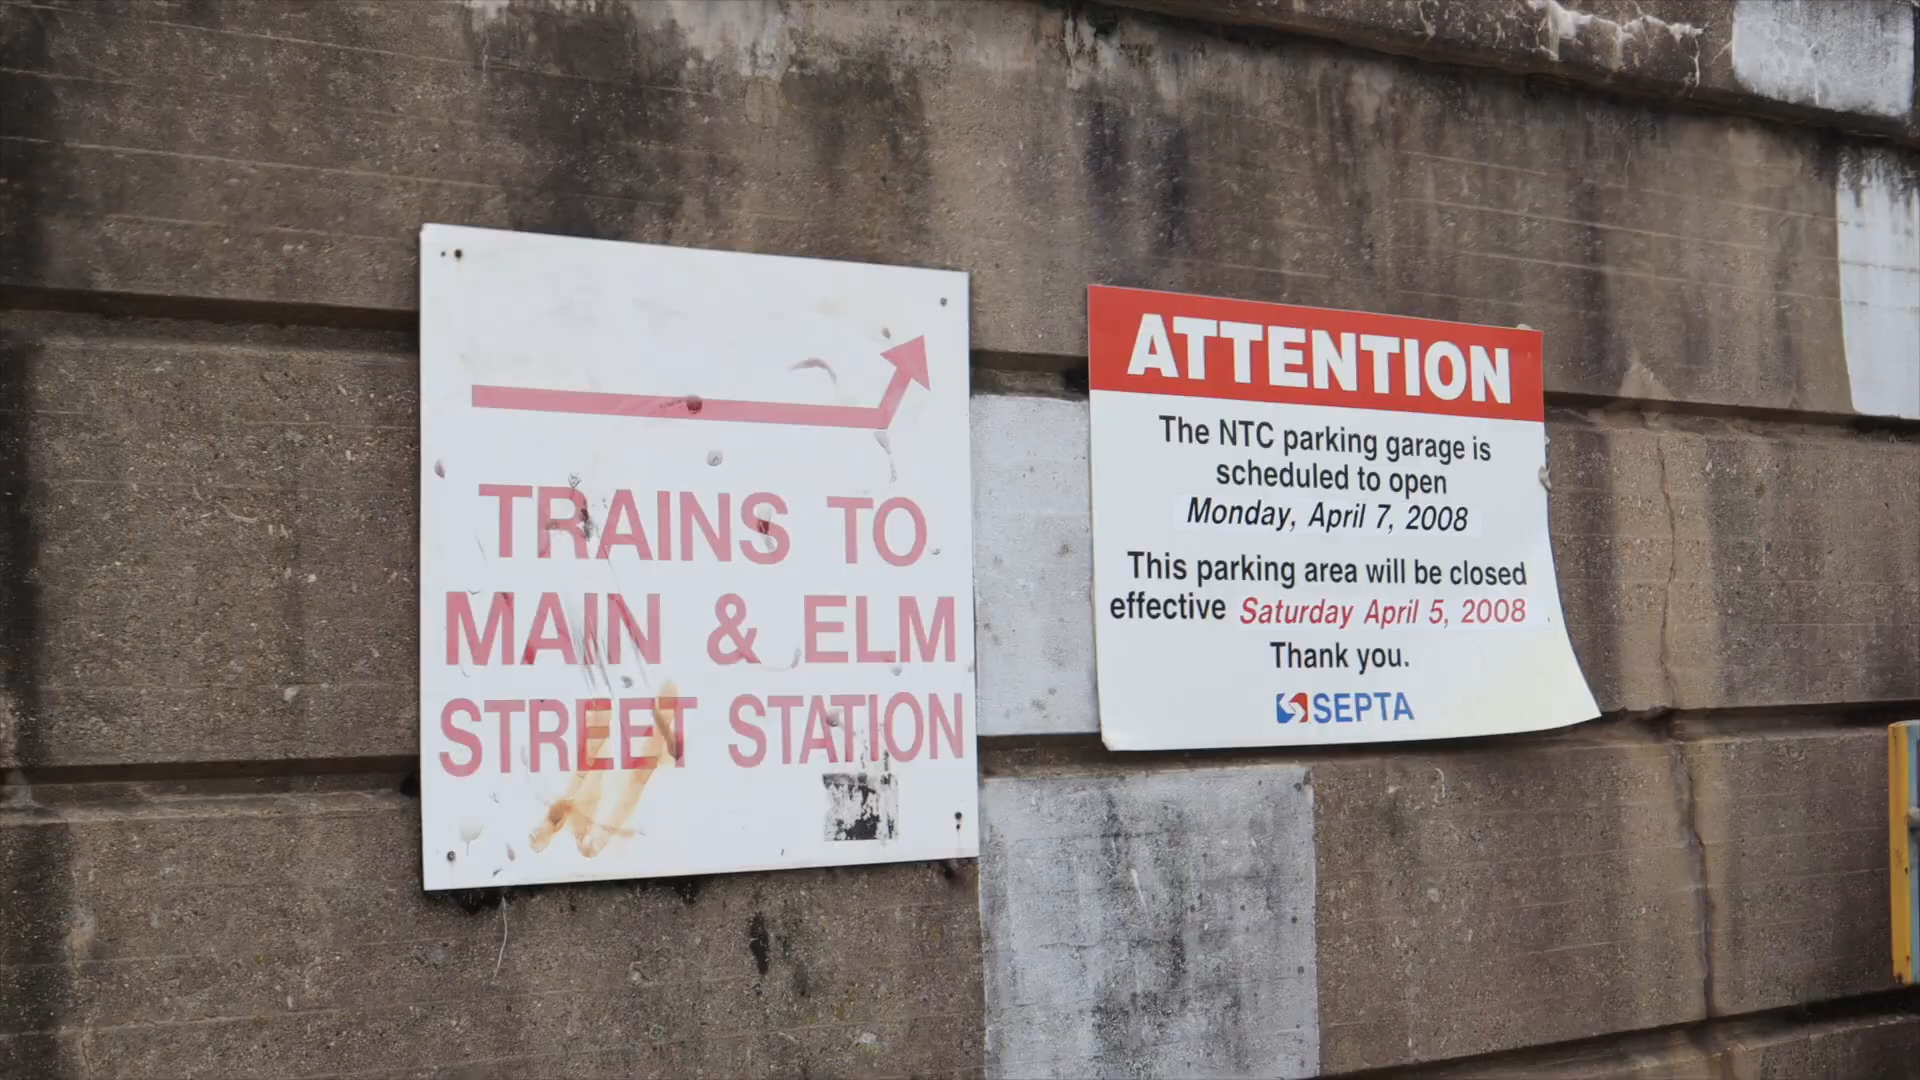 TRAINS TO
MAIN & ELM
STREET STATION
ATTENTION
The NTC parking garage is
scheduled to open
Monday, April 7, 2008
This parking area will be closed
effective Saturday April 5, 2008
Thank you.
SEPTA